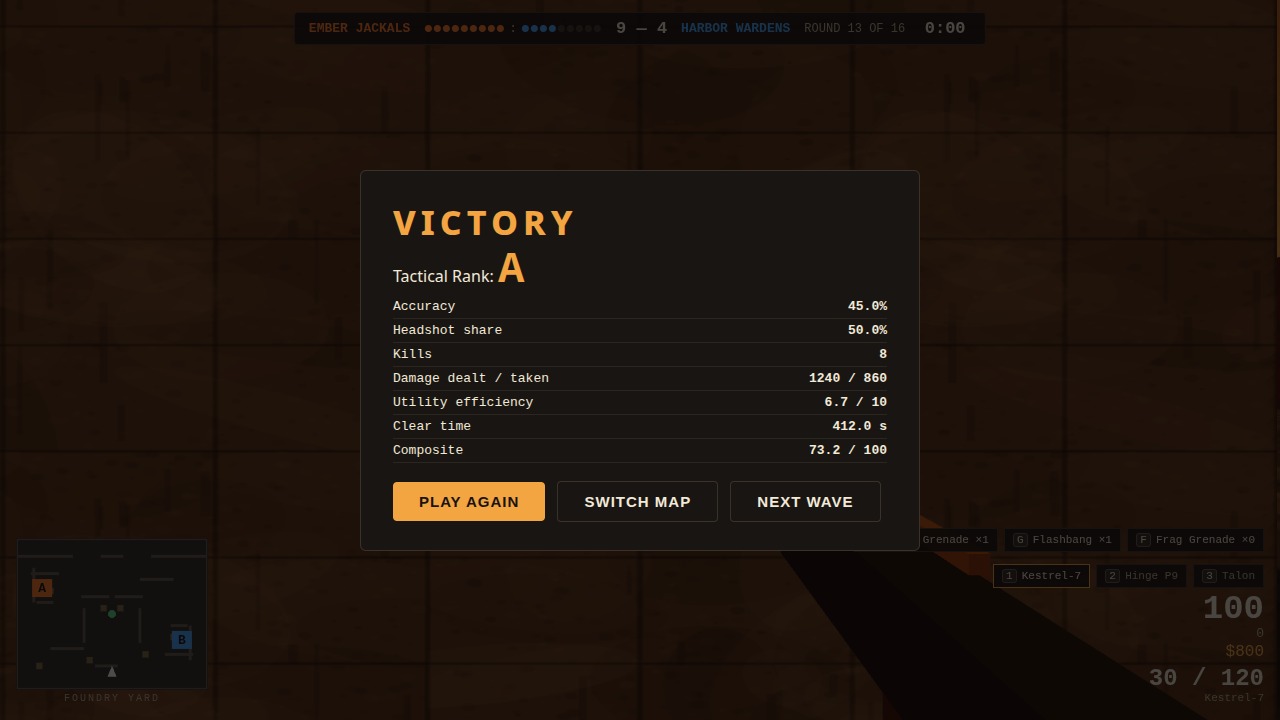 EMBER JACKALS : 9 — 4 HARBOR WARDENS ROUND 13 OF 16 0:00
VICTORY
Tactical Rank: A
Accuracy 45.0%
Headshot share 50.0%
Kills 8
Damage dealt / taken 1240 / 860
Utility efficiency 6.7 / 10
Clear time 412.0 s
Composite 73.2 / 100
PLAY AGAIN SWITCH MAP NEXT WAVE
Grenade ×1 G Flashbang ×1 F Frag Grenade ×0
1 Kestrel-7 2 Hinge P9 3 Talon
100
0
$800
30 / 120
Kestrel-7
A
B
FOUNDRY YARD